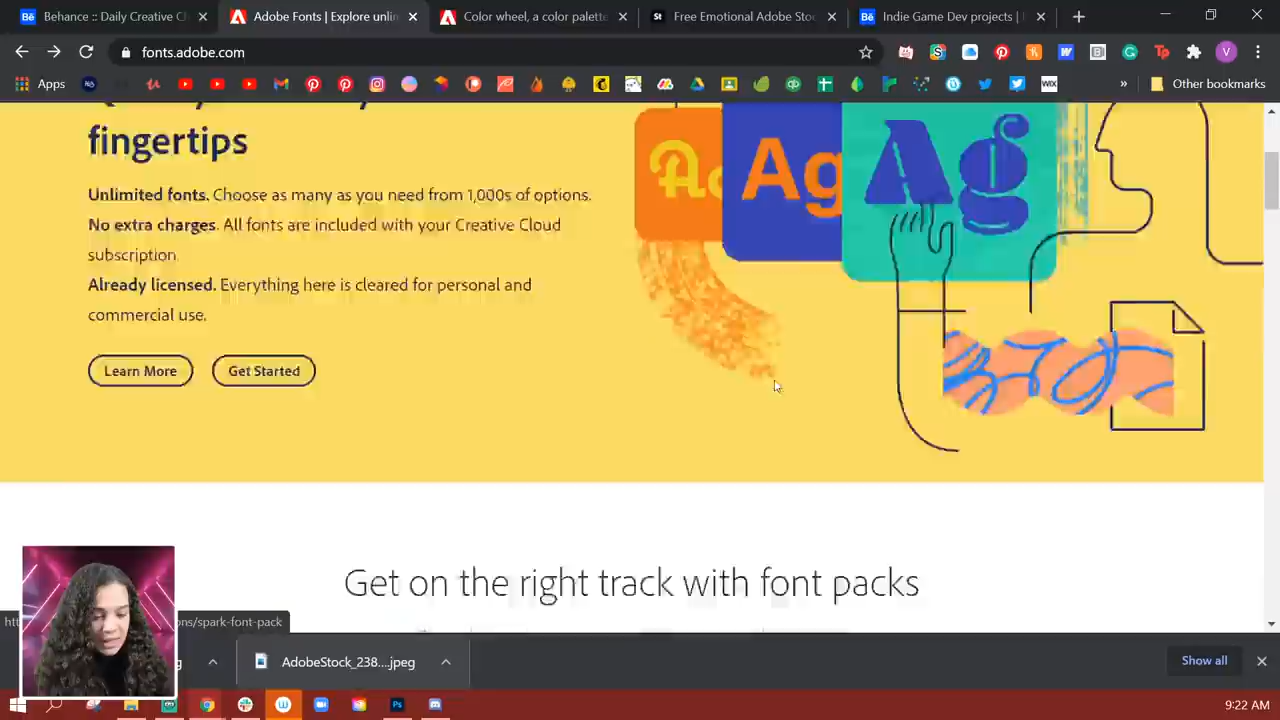 Behance :: Daily Creative Ch
Adobe Fonts | Explore unlim
Color wheel, a color palette
Free Emotional Adobe Stoc
Indie Game Dev projects |
fonts.adobe.com
V
Apps
WIX
»
Other bookmarks
fingertips
Ag
Ag
Unlimited fonts. Choose as many as you need from 1,000s of options.
No extra charges. All fonts are included with your Creative Cloud
subscription.
Already licensed. Everything here is cleared for personal and
commercial use.
Learn More
Get Started
Get on the right track with font packs
ons/spark-font-pack
AdobeStock_238....jpeg
Show all
9:22 AM